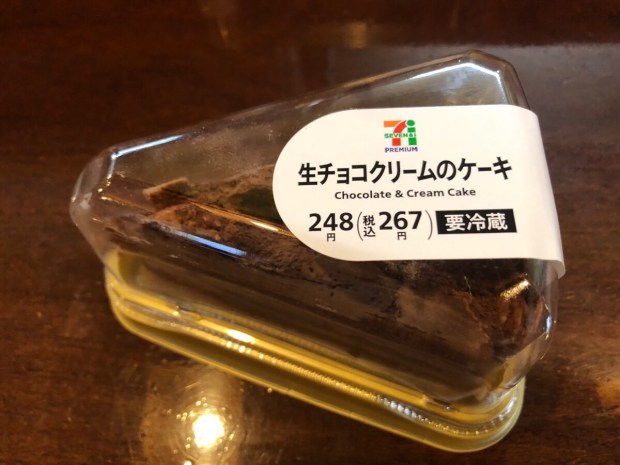 7i
SEVEN&i
PREMIUM
生チョコクリームのケーキ
Chocolate & Cream Cake
248円(税込267円) 要冷蔵